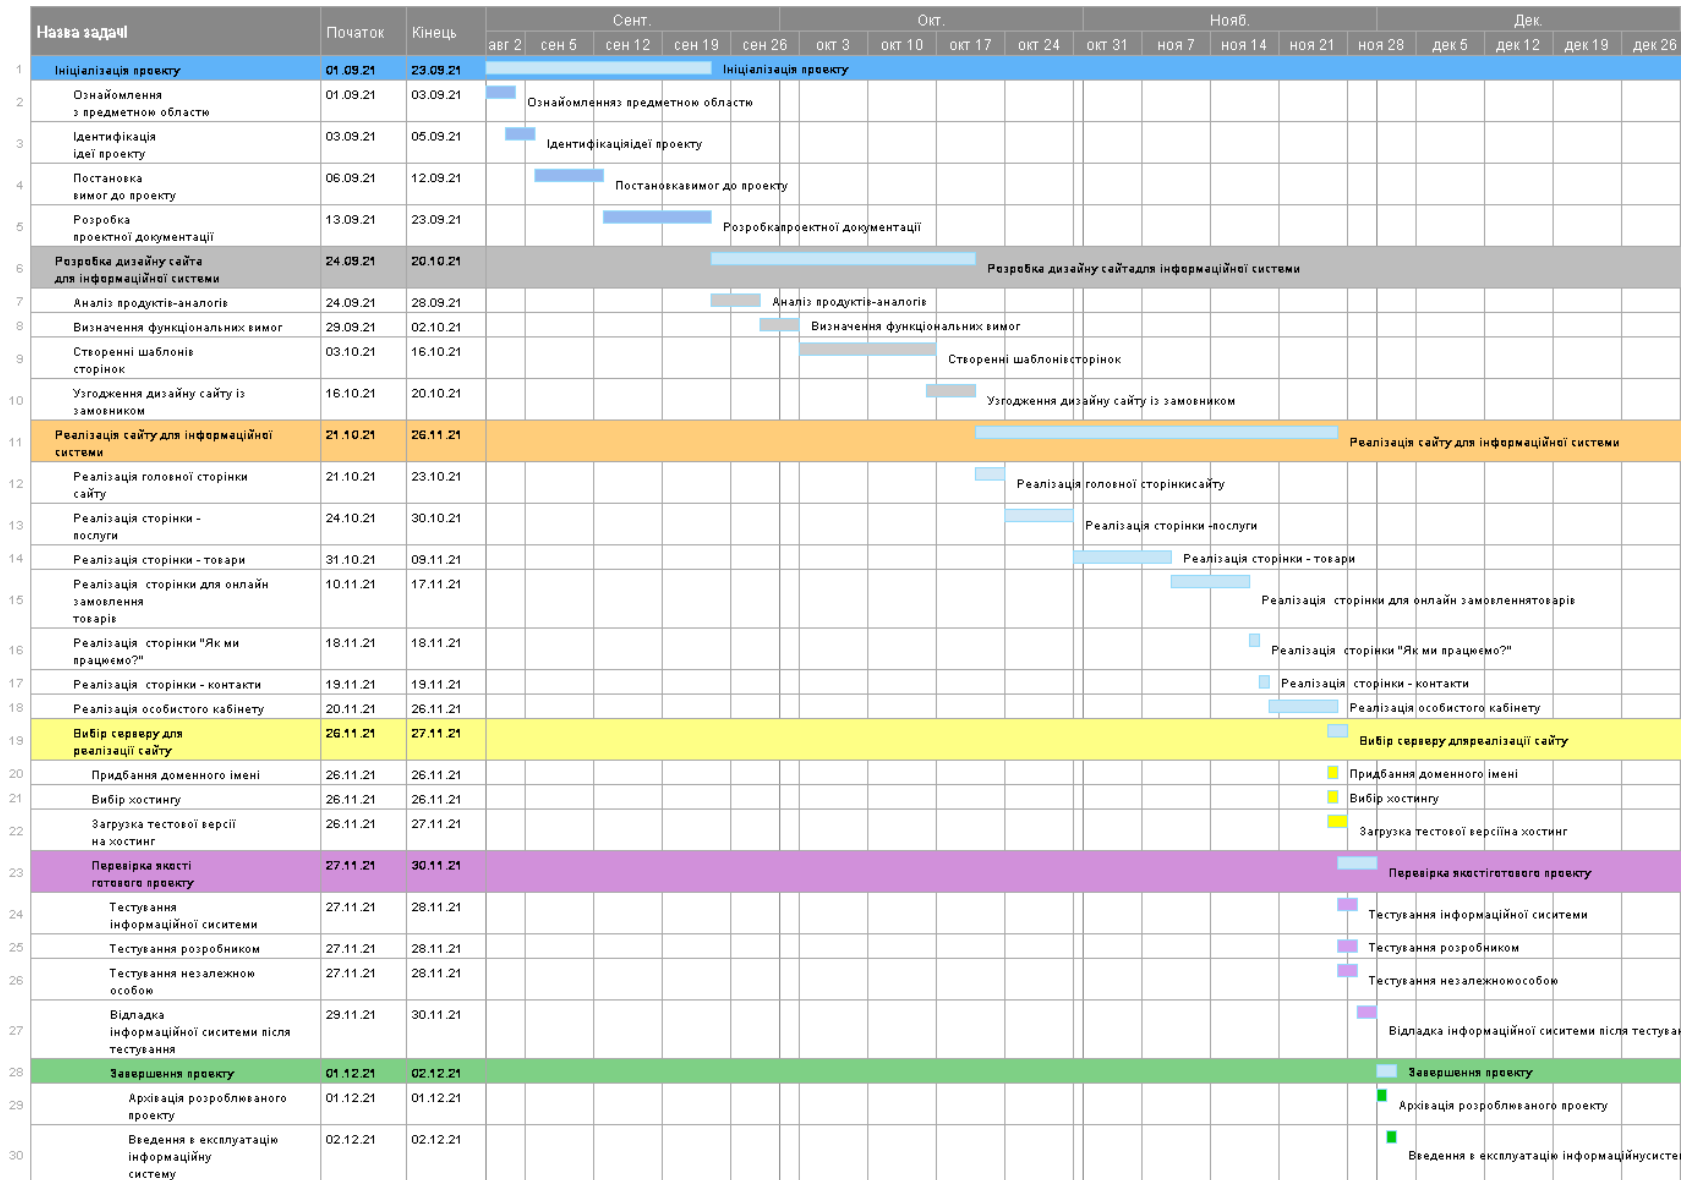 Назва задачі Початок Кінець Сент. Окт. Нояб. Дек.
авг 2 сен 5 сен 12 сен 19 сен 26 окт 3 окт 10 окт 17 окт 24 окт 31 ноя 7 ноя 14 ноя 21 ноя 28 дек 5 дек 12 дек 19 дек 26
1 Ініціалізація проекту 01.09.21 23.09.21 Ініціалізація проекту
2 Ознайомлення 01.09.21 03.09.21 Ознайомленняз предметною областю
з предметною областю
3 Ідентифікація 03.09.21 05.09.21 Ідентифікаціяідеї проекту
ідеї проекту
4 Постановка 06.09.21 12.09.21 Постановкавимог до проекту
вимог до проекту
5 Розробка 13.09.21 23.09.21 Розробкапроектної документації
проектної документації
6 Розробка дизайну сайта 24.09.21 20.10.21 Розробка дизайну сайтадля інформаційної системи
для інформаційної системи
7 Аналіз продуктів-аналогів 24.09.21 28.09.21 Аналіз продуктів-аналогів
8 Визначення функціональних вимог 29.09.21 02.10.21 Визначення функціональних вимог
9 Створенні шаблонів 03.10.21 16.10.21 Створенні шаблонівсторінок
сторінок
10 Узгодження дизайну сайту із 16.10.21 20.10.21 Узгодження дизайну сайту із замовником
замовником
11 Реалізація сайту для інформаційної 21.10.21 26.11.21 Реалізація сайту для інформаційної системи
системи
12 Реалізація головної сторінки 21.10.21 23.10.21 Реалізація головної сторінкисайту
сайту
13 Реалізація сторінки - 24.10.21 30.10.21 Реалізація сторінки -послуги
послуги
14 Реалізація сторінки - товари 31.10.21 09.11.21 Реалізація сторінки - товари
15 Реалізація сторінки для онлайн 10.11.21 17.11.21 Реалізація сторінки для онлайн замовленнятоварів
замовлення
товарів
16 Реалізація сторінки "Як ми 18.11.21 18.11.21 Реалізація сторінки "Як ми працюємо?"
працюємо?"
17 Реалізація сторінки - контакти 19.11.21 19.11.21 Реалізація сторінки - контакти
18 Реалізація особистого кабінету 20.11.21 26.11.21 Реалізація особистого кабінету
19 Вибір серверу для 26.11.21 27.11.21 Вибір серверу дляреалізації сайту
реалізації сайту
20 Придбання доменного імені 26.11.21 26.11.21 Придбання доменного імені
21 Вибір хостингу 26.11.21 26.11.21 Вибір хостингу
22 Загрузка тестової версії 26.11.21 27.11.21 Загрузка тестової версіїна хостинг
на хостинг
23 Перевірка якості 27.11.21 30.11.21 Перевірка якостіготового проекту
готового проекту
24 Тестування 27.11.21 28.11.21 Тестування інформаційної сиситеми
інформаційної сиситеми
25 Тестування розробником 27.11.21 28.11.21 Тестування розробником
26 Тестування незалежною 27.11.21 28.11.21 Тестування незалежноюособою
особою
27 Відладка 29.11.21 30.11.21 Відладка інформаційної сиситеми після тестуван
інформаційної сиситеми після
тестування
28 Завершення проекту 01.12.21 02.12.21 Завершення проекту
29 Архівація розроблюваного 01.12.21 01.12.21 Архівація розроблюваного проекту
проекту
30 Введення в експлуатацію 02.12.21 02.12.21 Введення в експлуатацію інформаційнусистем
інформаційну
систему